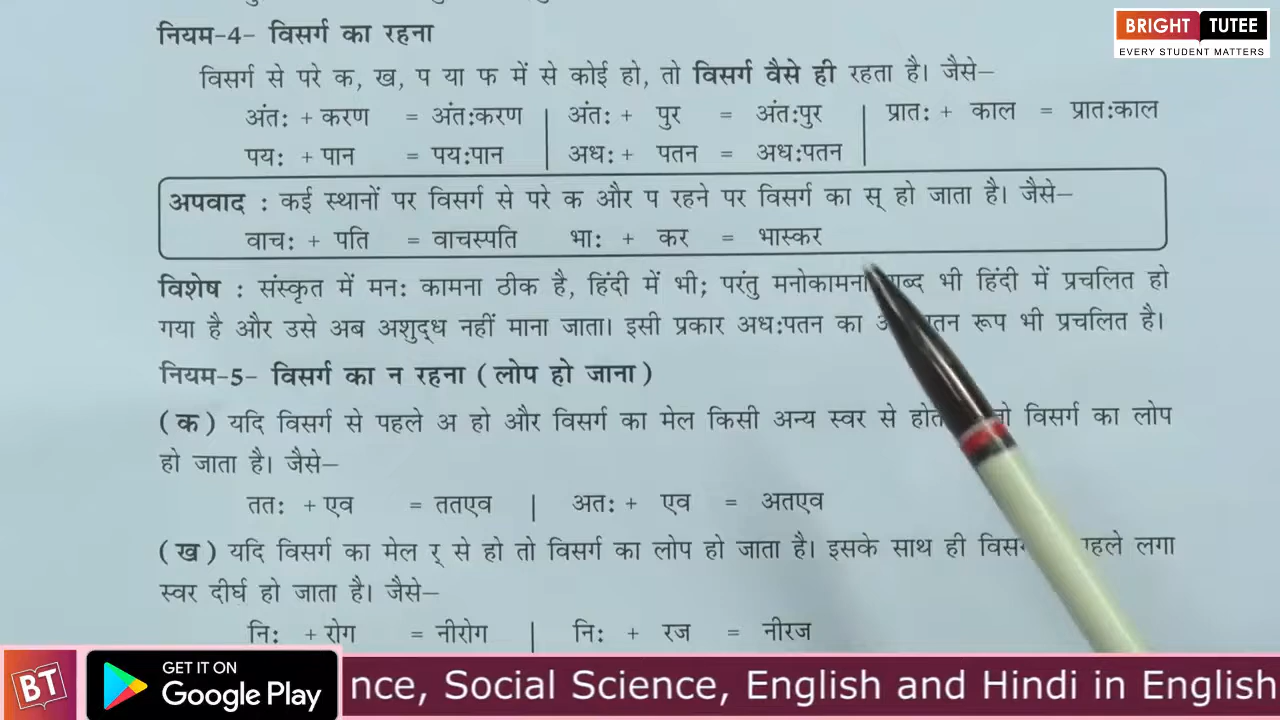 नियम-4- विसर्ग का रहना
BRIGHT TUTEE
EVERY STUDENT MATTERS
विसर्ग से परे क, ख, प या फ में से कोई हो, तो विसर्ग वैसे ही रहता है। जैसे–
अंत: + करण = अंत:करण | अंत: + पुर = अंत:पुर | प्रात: + काल = प्रात:काल
पय: + पान = पय:पान | अध: + पतन = अध:पतन |
अपवाद : कई स्थानों पर विसर्ग से परे क और प रहने पर विसर्ग का स् हो जाता है। जैसे–
वाच: + पति = वाचस्पति भा: + कर = भास्कर
विशेष : संस्कृत में मन: कामना ठीक है, हिंदी में भी; परंतु मनोकामना भी हिंदी में प्रचलित हो
गया है और उसे अब अशुद्ध नहीं माना जाता। इसी प्रकार अध:पतन का रूप भी प्रचलित है।
नियम-5- विसर्ग का न रहना (लोप हो जाना)
(क) यदि विसर्ग से पहले अ हो और विसर्ग का मेल किसी अन्य स्वर से विसर्ग का लोप
हो जाता है। जैसे–
तत: + एव = ततएव | अत: + एव = अतएव
(ख) यदि विसर्ग का मेल र् से हो तो विसर्ग का लोप हो जाता है। इसके साथ ही लगा
स्वर दीर्घ हो जाता है। जैसे–
नि: + रोग = नीरोग | नि: + रज = नीरज
BT
GET IT ON
Google Play
nce, Social Science, English and Hindi in English